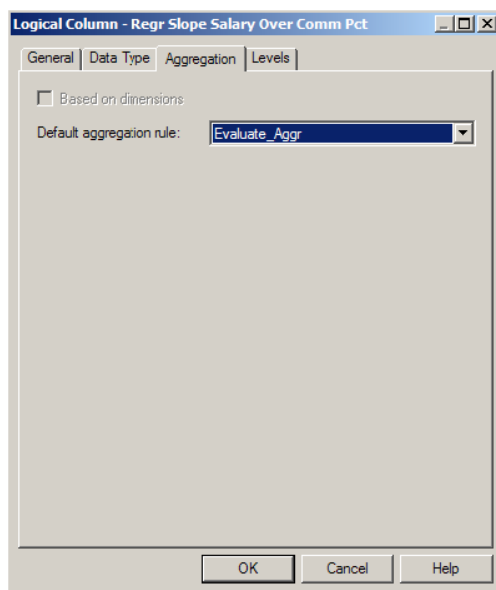 Logical Column - Regr Slope Salary Over Comm Pct
General Data Type Aggregation Levels
Based on dimensions
Default aggregation rule: Evaluate_Aggr
OK Cancel Help